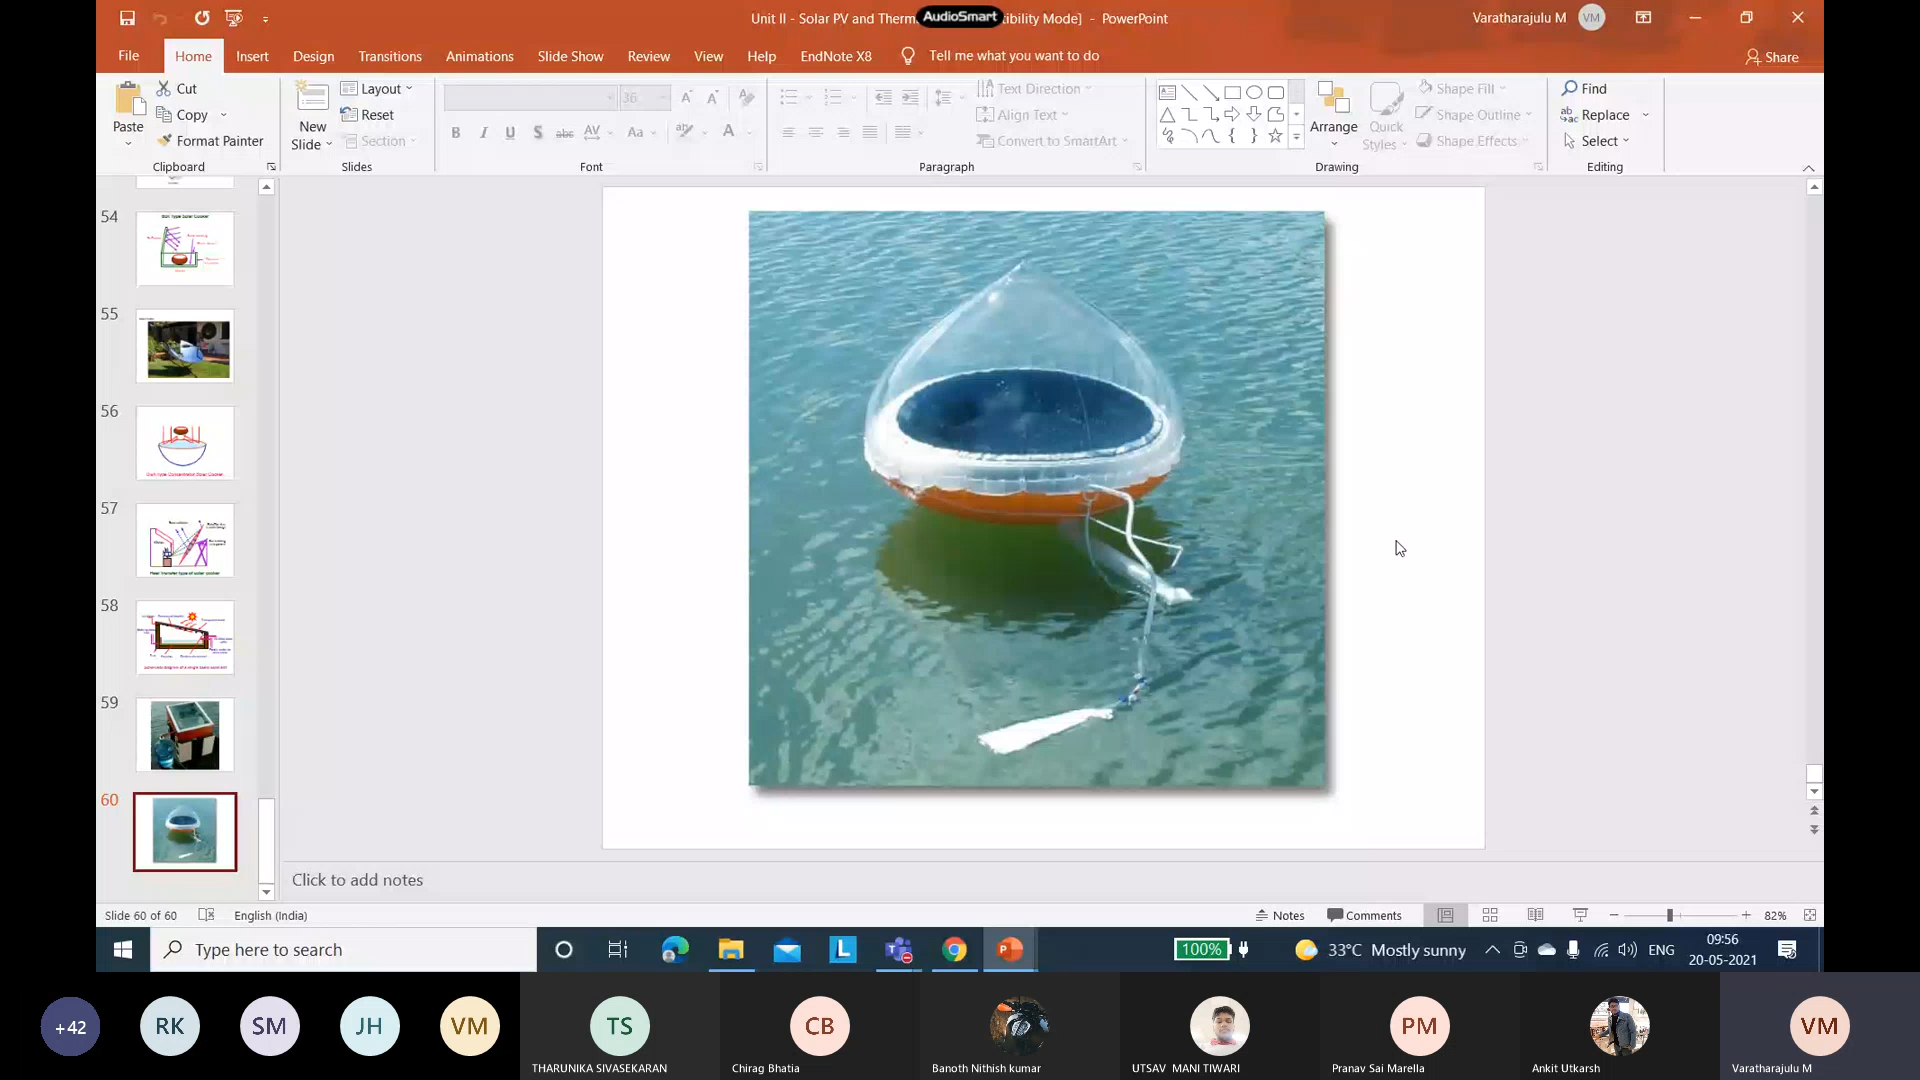 Unit II - Solar PV and Therm
AudioSmart
tibility Mode] - PowerPoint
Varatharajulu M
VM
File
Home
Insert
Design
Transitions
Animations
Slide Show
Review
View
Help
EndNote X8
Tell me what you want to do
Share
Paste
Cut
Copy
Format Painter
Clipboard
New
Slide
Layout
Reset
Section
Slides
36
Font
Text Direction
Align Text
Convert to SmartArt
Paragraph
Arrange
Quick
Styles
Shape Fill
Shape Outline
Shape Effects
Drawing
Find
Replace
Select
Editing
54
55
56
57
58
59
60
Click to add notes
Slide 60 of 60
English (India)
Notes
Comments
82%
Type here to search
100%
33°C Mostly sunny
ENG
09:56
20-05-2021
+42
RK
SM
JH
VM
TS
THARUNIKA SIVASEKARAN
CB
Chirag Bhatia
Banoth Nithish kumar
UTSAV MANI TIWARI
PM
Pranav Sai Marella
Ankit Utkarsh
VM
Varatharajulu M